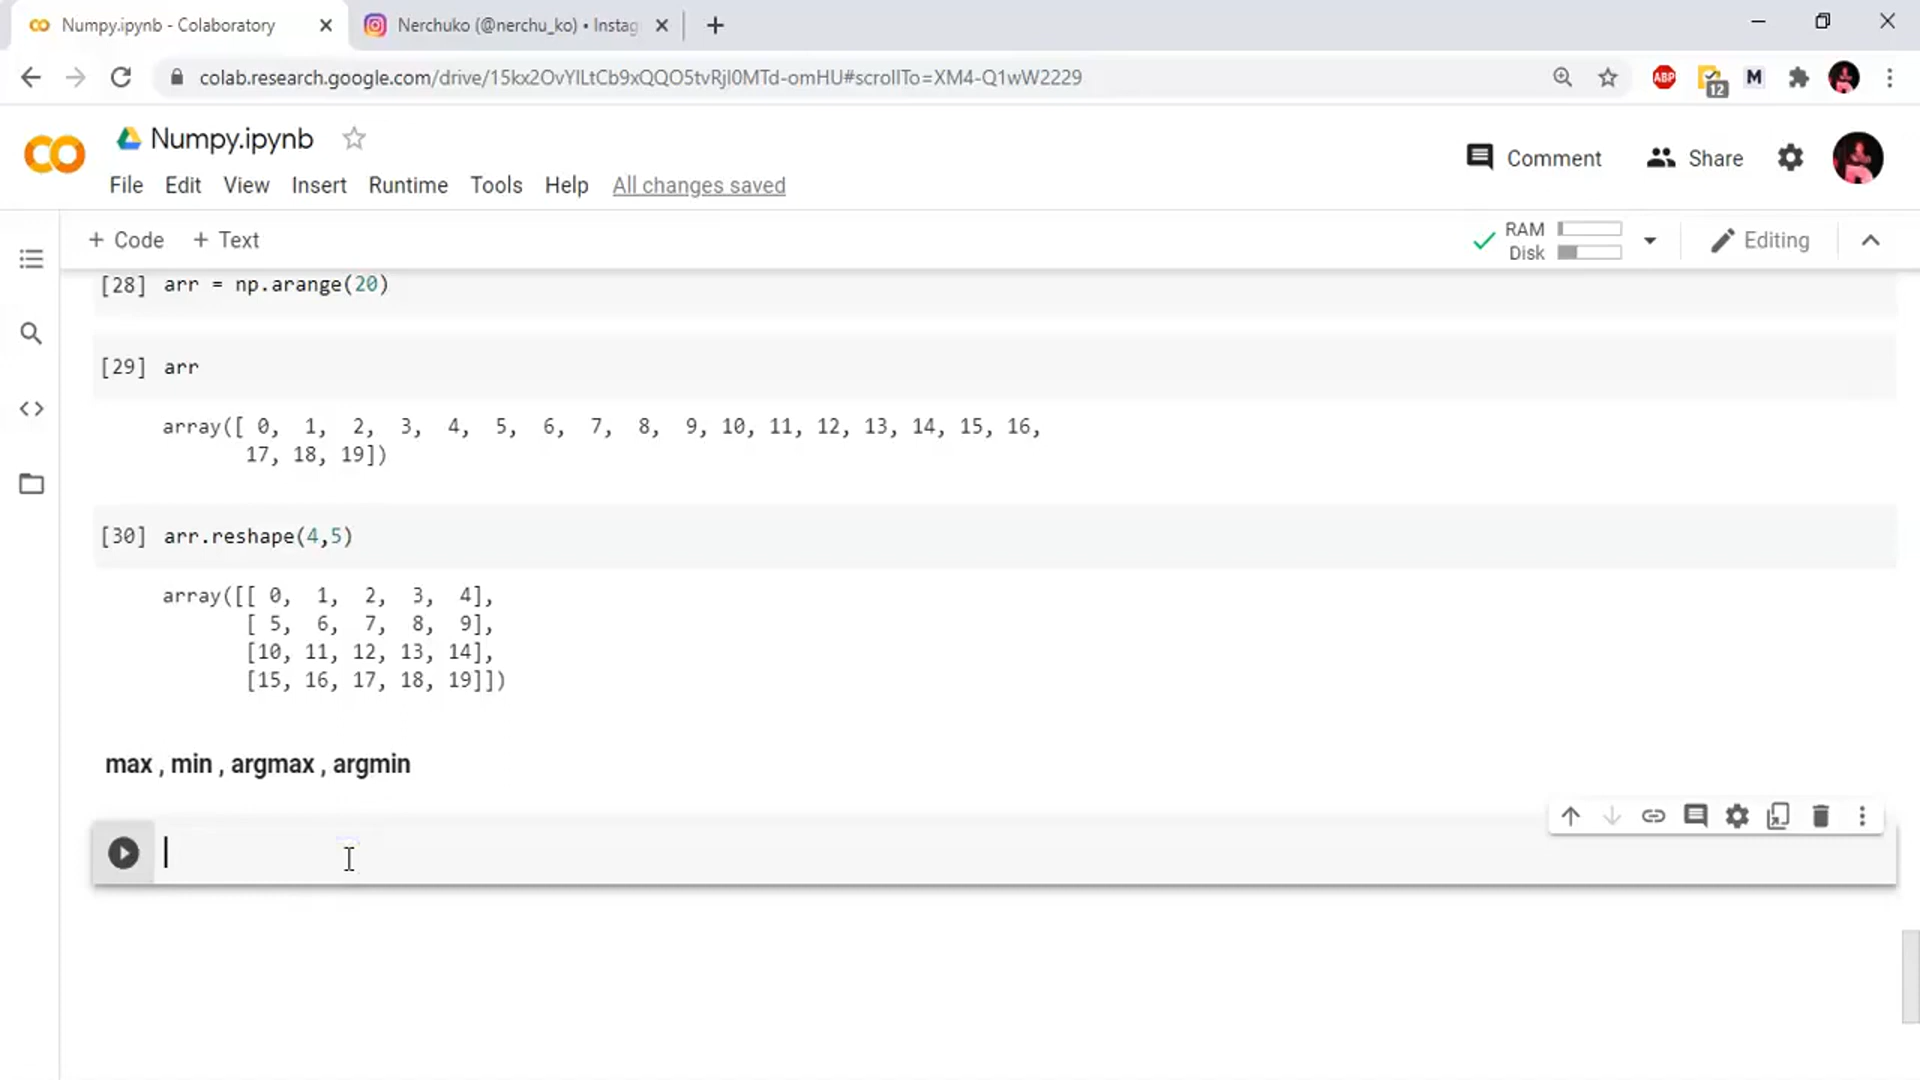 Numpy.ipynb - Colaboratory
Nerchuko (@nerchu_ko) • Instag
colab.research.google.com/drive/15kx2OvYlLtCb9xQQO5tvRjl0MTd-omHU#scrollTo=XM4-Q1wW2229
ABP
12
M
Numpy.ipynb
Comment
Share
File Edit View Insert Runtime Tools Help All changes saved
+ Code + Text
RAM
Disk
Editing
[28] arr = np.arange(20)
[29] arr
array([ 0, 1, 2, 3, 4, 5, 6, 7, 8, 9, 10, 11, 12, 13, 14, 15, 16,
17, 18, 19])
[30] arr.reshape(4,5)
array([[ 0, 1, 2, 3, 4],
[ 5, 6, 7, 8, 9],
[10, 11, 12, 13, 14],
[15, 16, 17, 18, 19]])
max , min , argmax , argmin